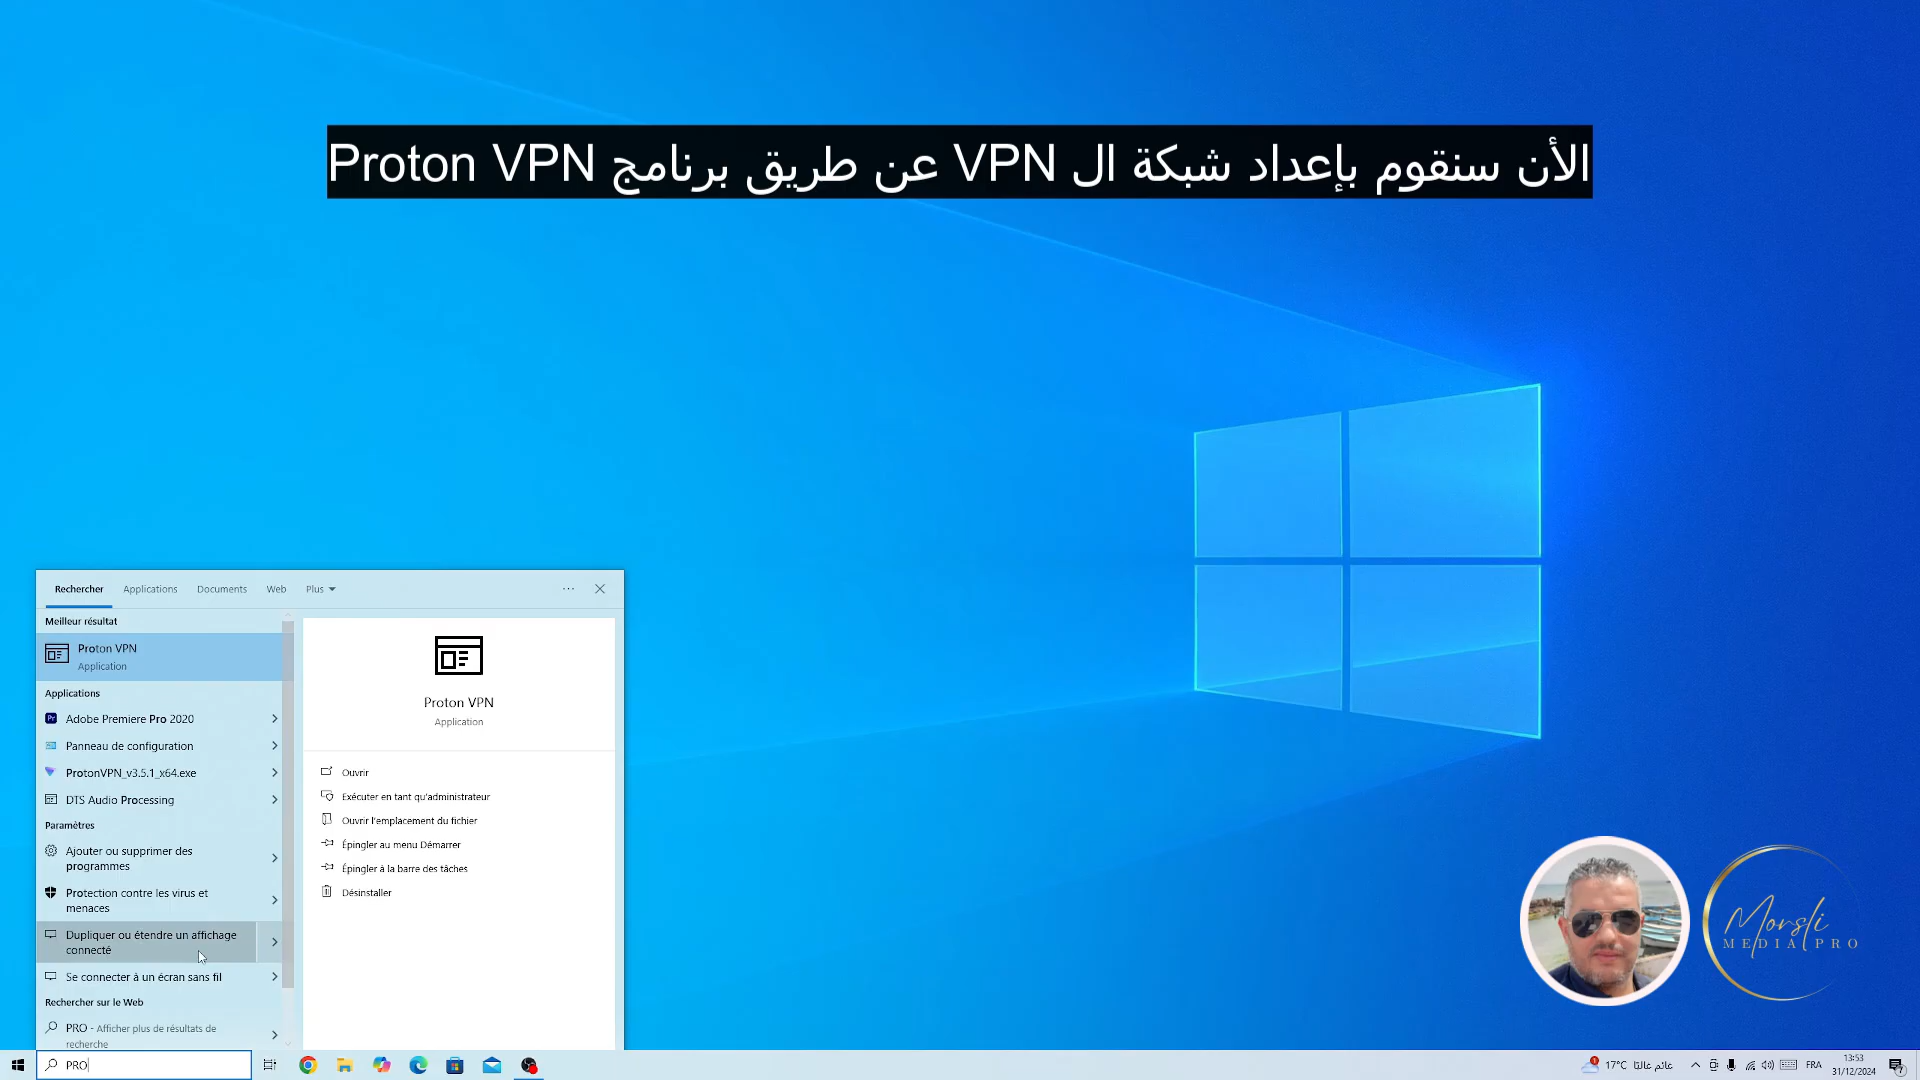 الأن سنقوم بإعداد شبكة ال VPN عن طريق برنامج Proton VPN
Rechercher Applications Documents Web Plus
Meilleur résultat
Proton VPN
Application
Applications
Adobe Premiere Pro 2020
Panneau de configuration
ProtonVPN_v3.5.1_x64.exe
DTS Audio Processing
Paramètres
Ajouter ou supprimer des
programmes
Protection contre les virus et
menaces
Dupliquer ou étendre un affichage
connecté
Se connecter à un écran sans fil
Rechercher sur le Web
PRO - Afficher plus de résultats de
recherche
Proton VPN
Application
Ouvrir
Exécuter en tant qu'administrateur
Ouvrir l'emplacement du fichier
Épingler au menu Démarrer
Épingler à la barre des tâches
Désinstaller
Morsli
MEDIA PRO
PRO
17°C غائم غالبًا
FRA
13:53
31/12/2024